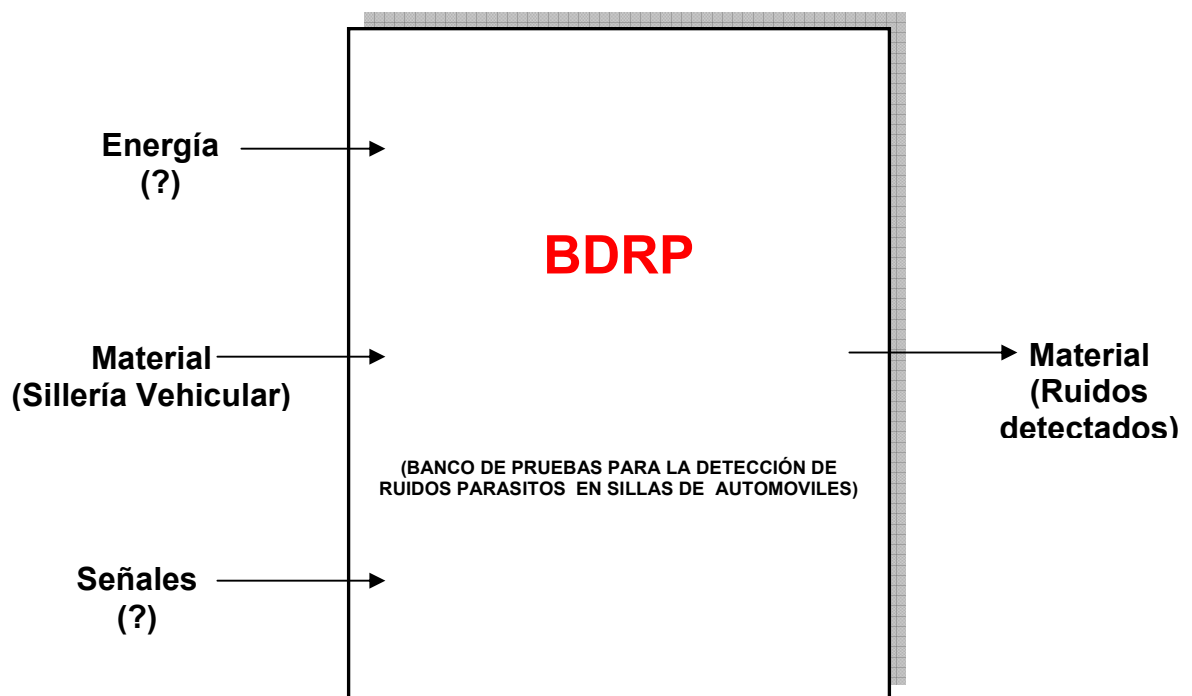 Energía
(?)
BDRP
Material
(Sillería Vehicular)
Material
(Ruidos
detectados)
(BANCO DE PRUEBAS PARA LA DETECCIÓN DE
RUIDOS PARASITOS EN SILLAS DE AUTOMOVILES)
Señales
(?)